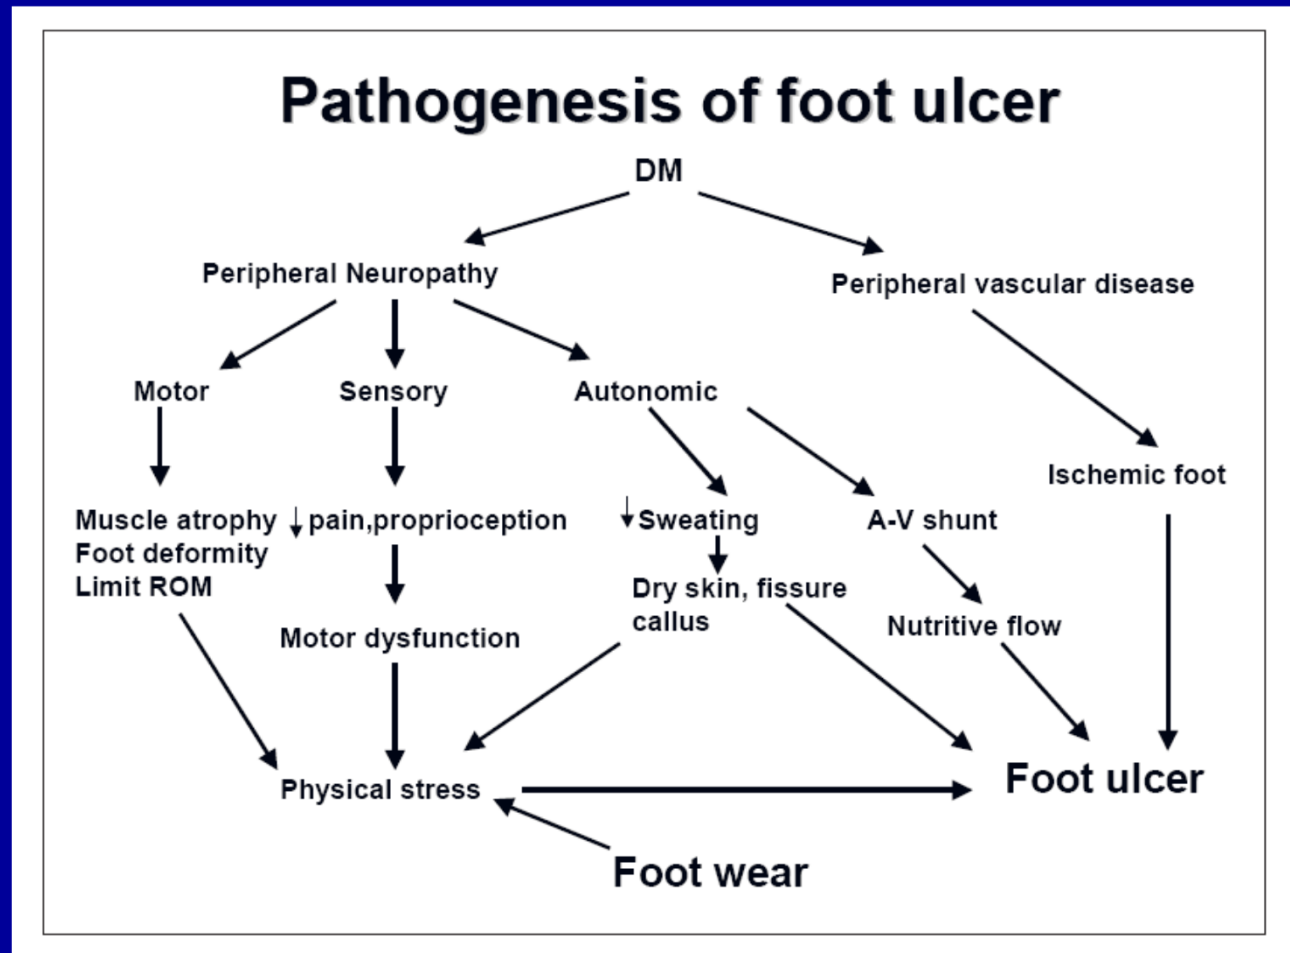 Pathogenesis of foot ulcer
DM
Peripheral Neuropathy
Peripheral vascular disease
Motor
Sensory
Autonomic
Ischemic foot
Muscle atrophy
Foot deformity
Limit ROM
↓ pain,proprioception
↓ Sweating
A-V shunt
Dry skin, fissure
callus
Nutritive flow
Motor dysfunction
Physical stress
Foot ulcer
Foot wear